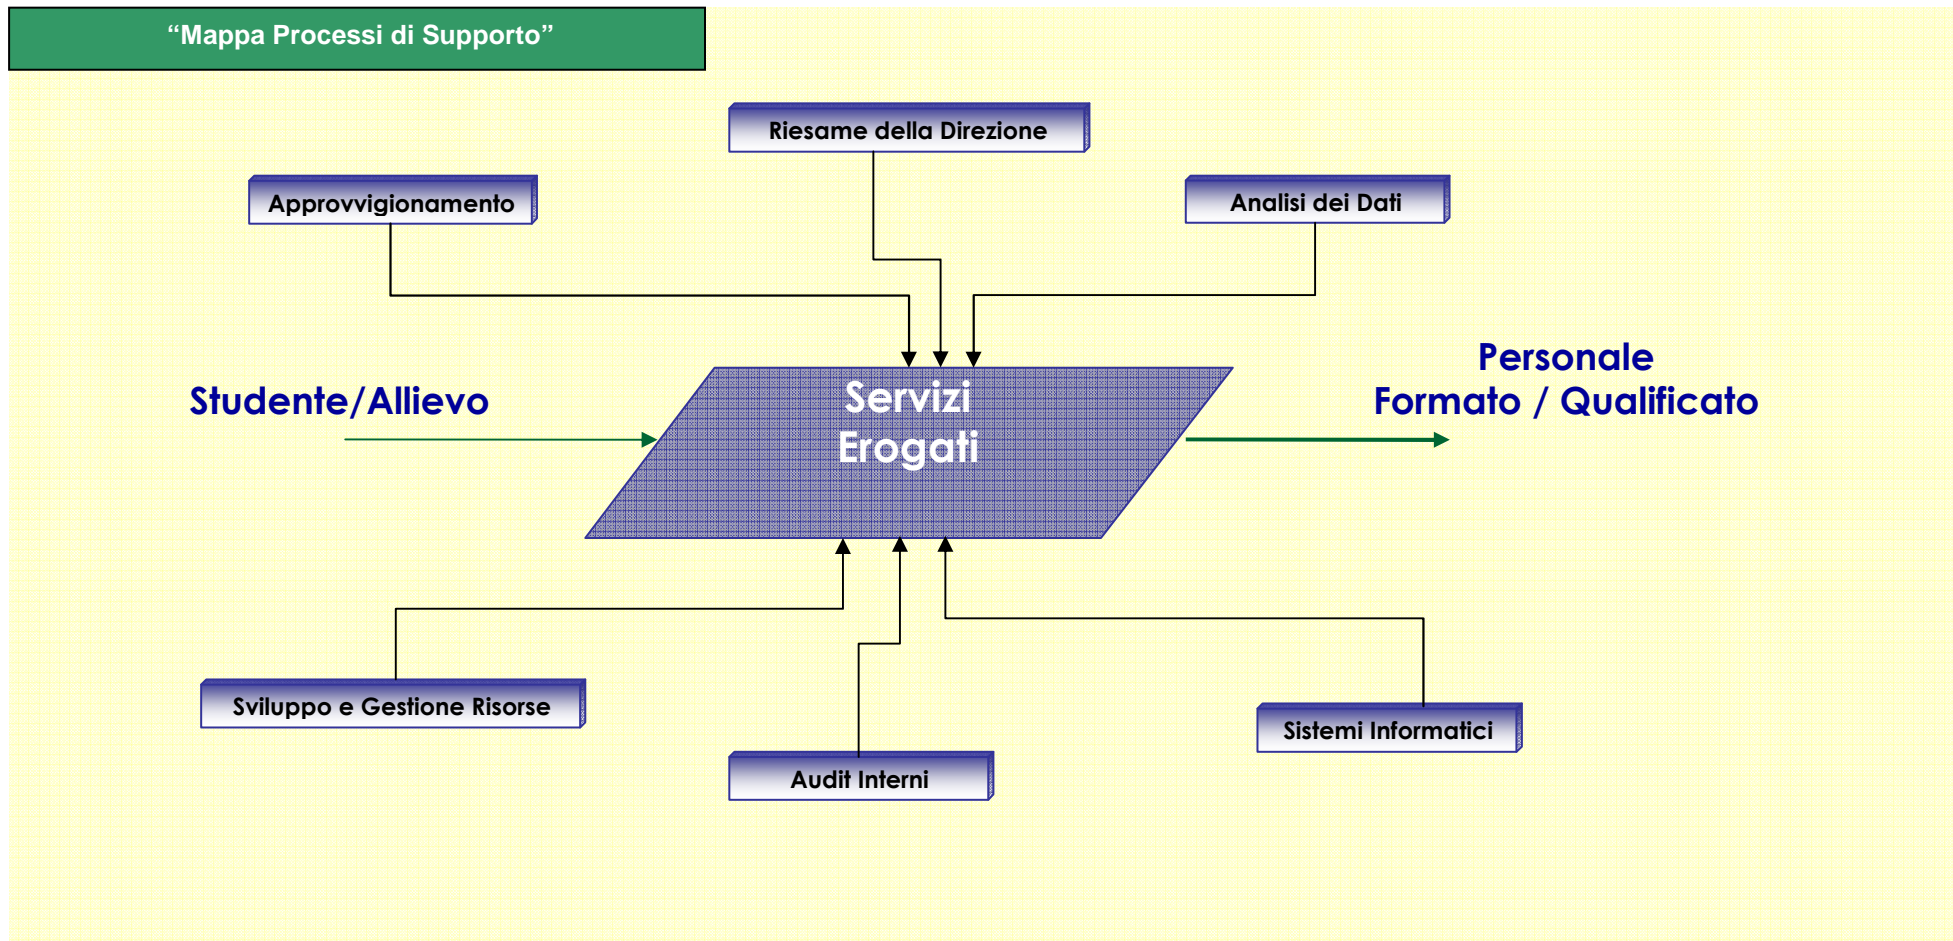 “Mappa Processi di Supporto”
Riesame della Direzione
Approvvigionamento
Analisi dei Dati
Studente/Allievo
Servizi
Erogati
Personale
Formato / Qualificato
Sviluppo e Gestione Risorse
Audit Interni
Sistemi Informatici